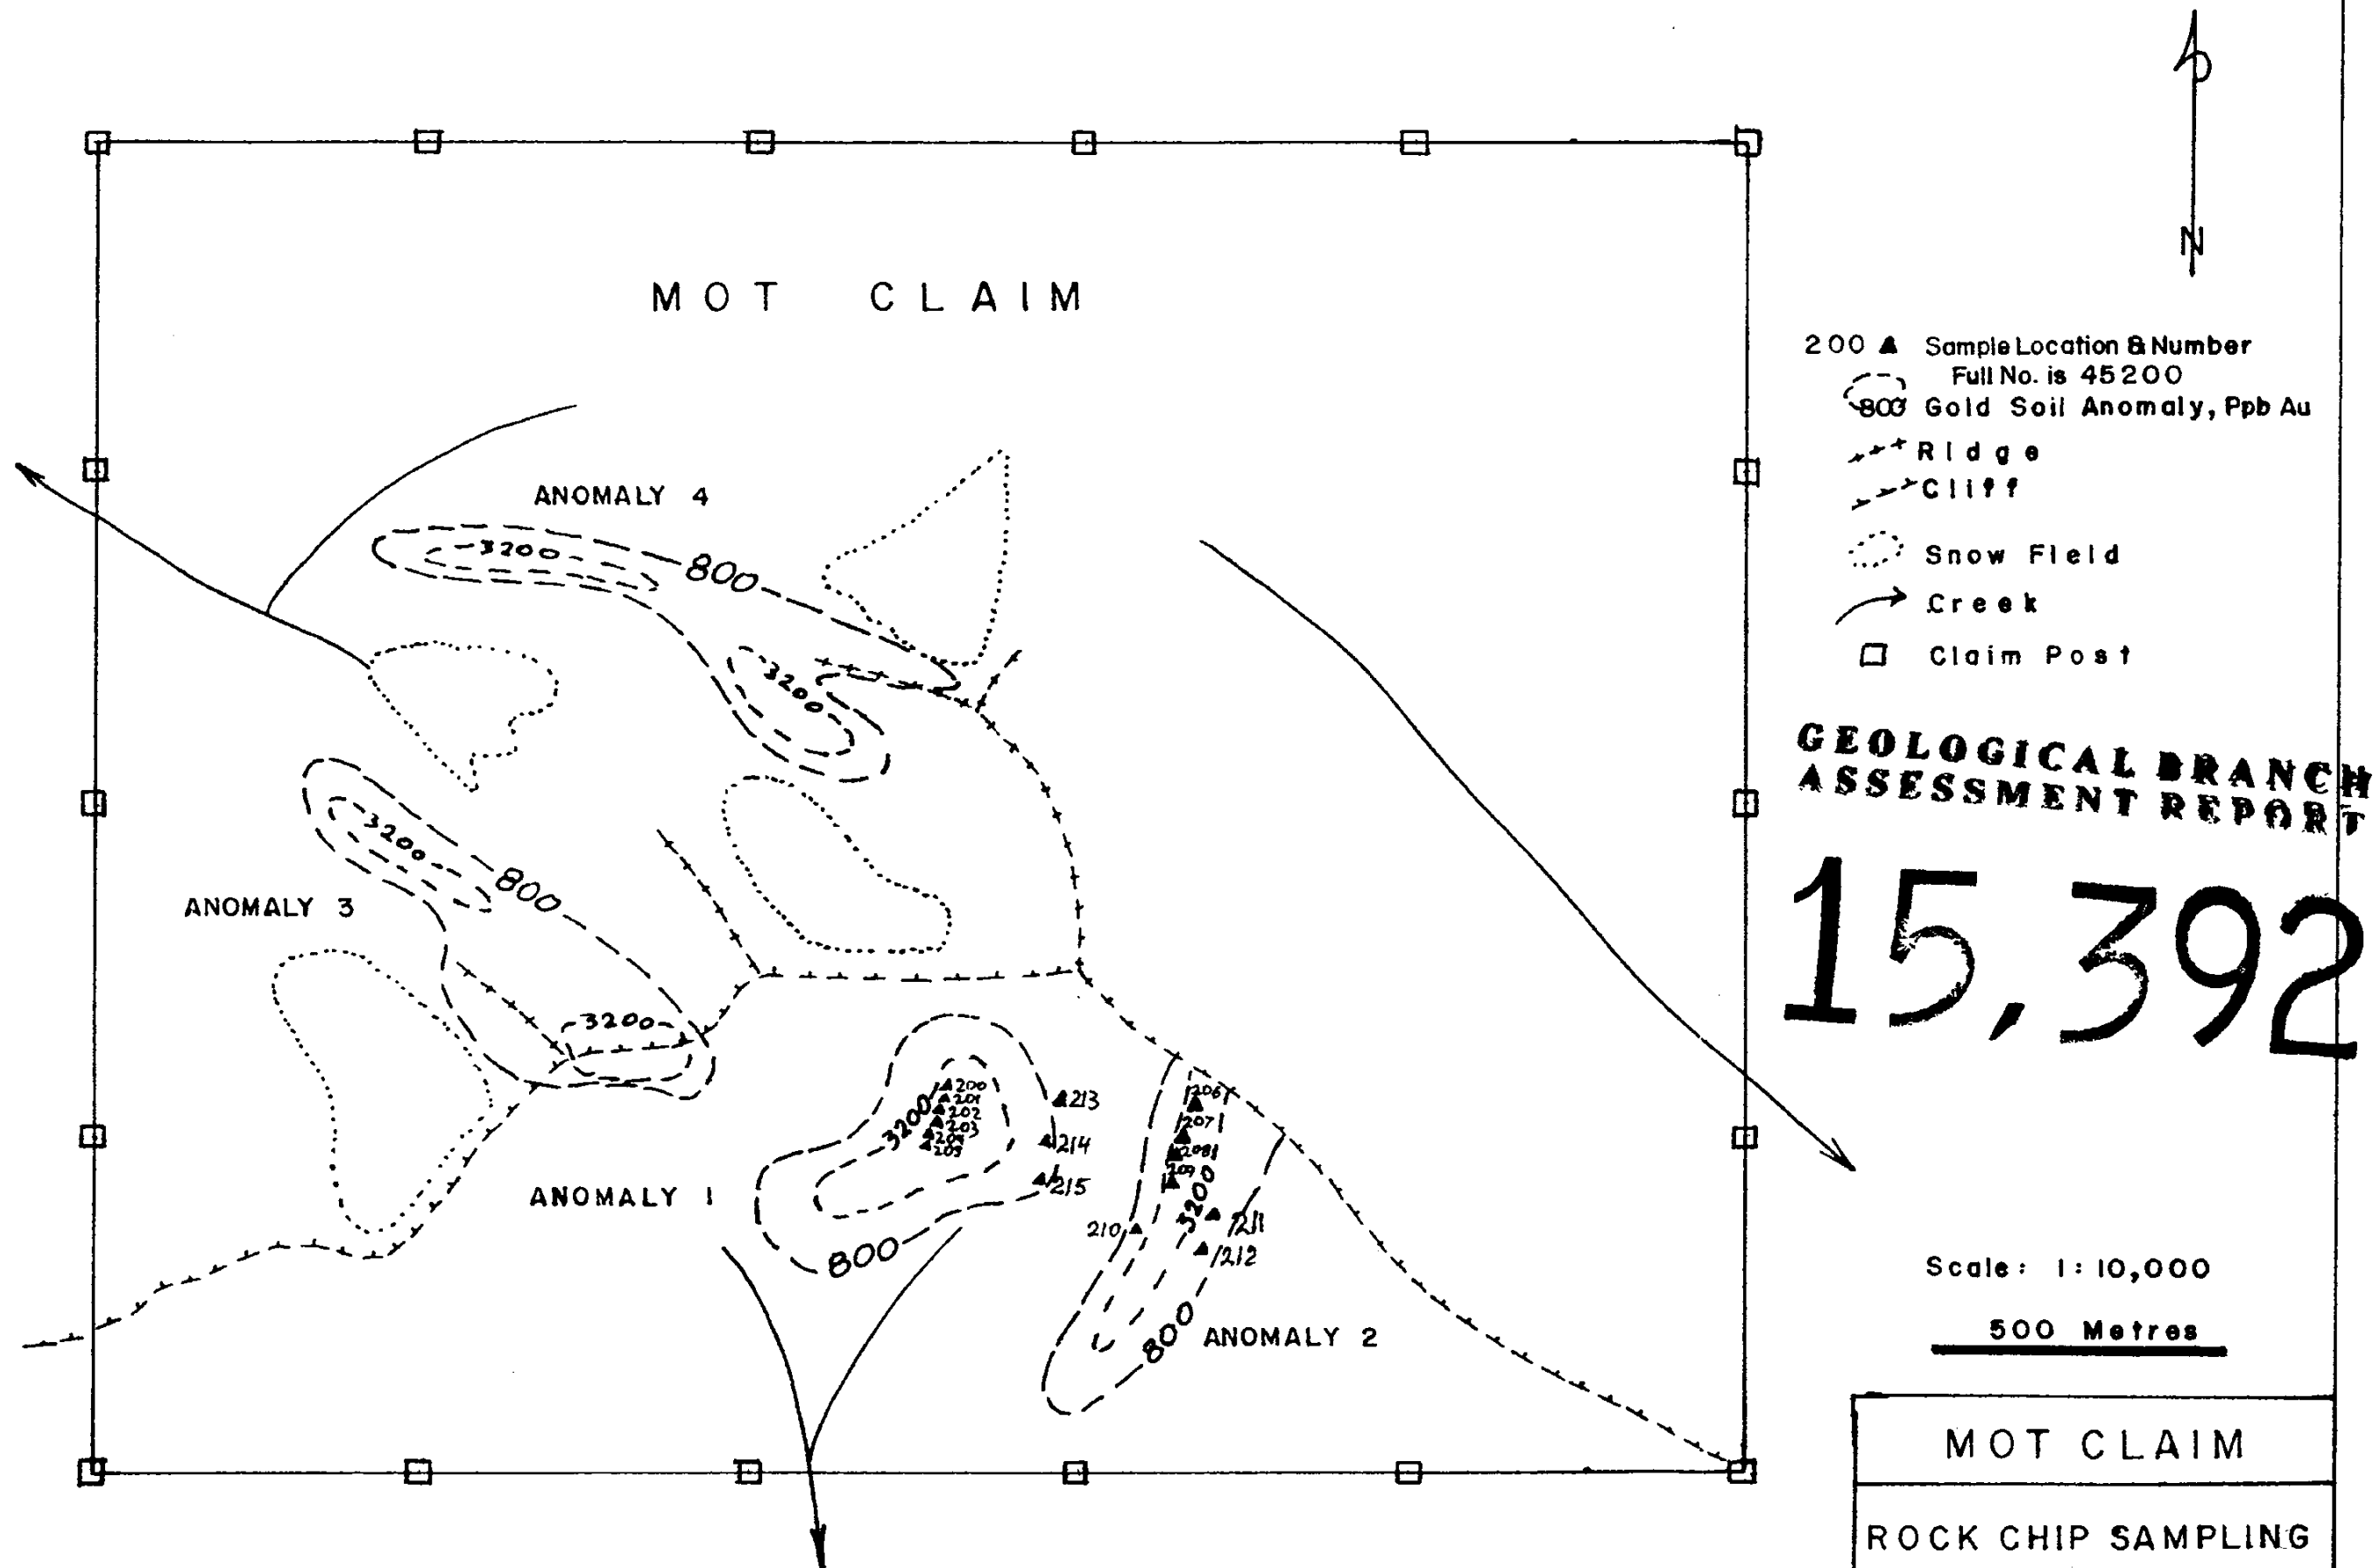 N
MOT CLAIM
200 Sample Location & Number
Full No. is 45200
800 Gold Soil Anomaly, Ppb Au
Ridge
Cliff
Snow Field
Creek
Claim Post
GEOLOGICAL BRANCH
ASSESSMENT REPORT
15,392
ANOMALY 4
3200
800
3200
3200
800
ANOMALY 3
3200
200
201
202
203
204
205
3200
213
214
215
ANOMALY 1
800
206
207
208
209
3200
210
211
212
800
ANOMALY 2
Scale: 1:10,000
500 Metres
MOT CLAIM
ROCK CHIP SAMPLING